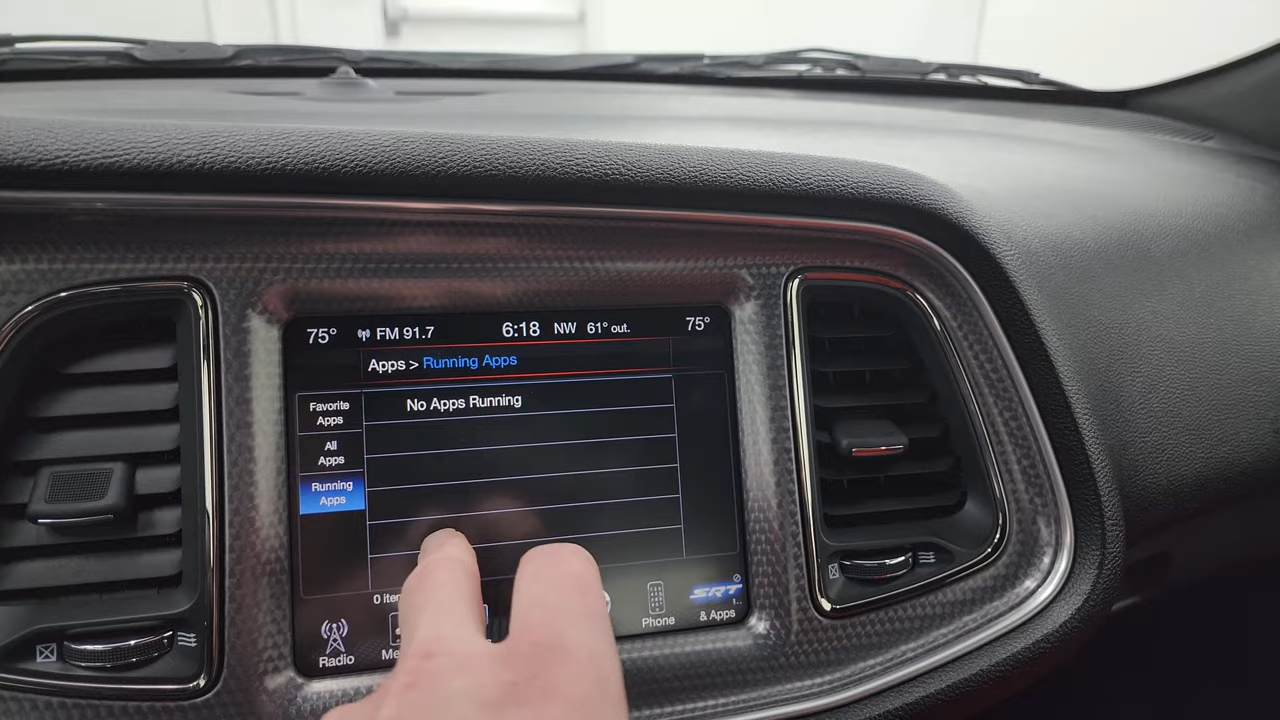 75° FM 91.7 6:18 NW 61° out. 75°
Apps > Running Apps
Favorite
Apps
No Apps Running
All
Apps
Running
Apps
0
Radio
Phone
SRT
& Apps